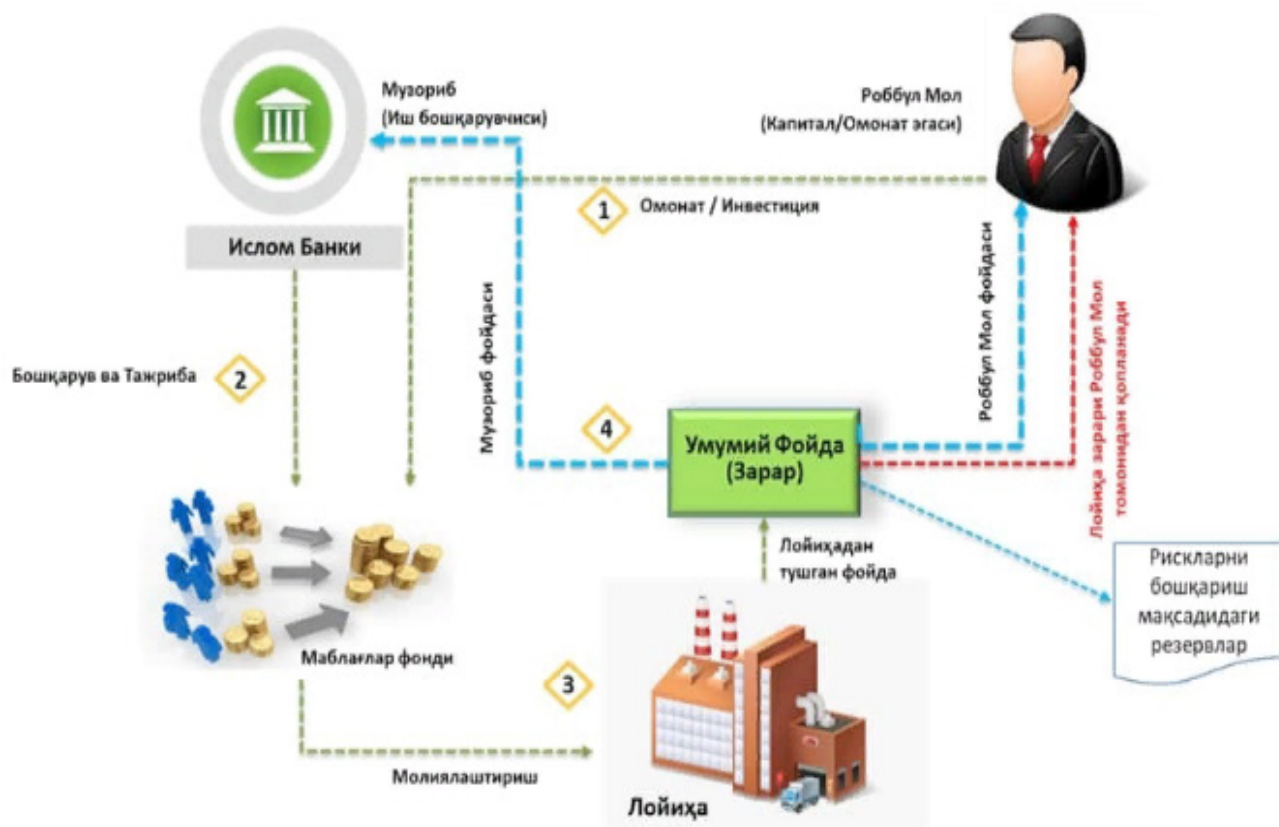 Музориб
(Иш бошқарувчиси)
Роббул Мол
(Капитал/Омонат эгаси)
1
Омонат / Инвестиция
Ислом Банки
Бошқарув ва Тажриба
2
Музориб фойдаси
Роббул Мол фойдаси
Лойиҳа зарари Роббул Мол
томонидан қопланади
4
Умумий Фойда
(Зарар)
Лойиҳадан
тушган фойда
Рискларни
бошқариш
мақсадидаги
резервлар
Маблағлар фонди
3
Молиялаштириш
Лойиҳа